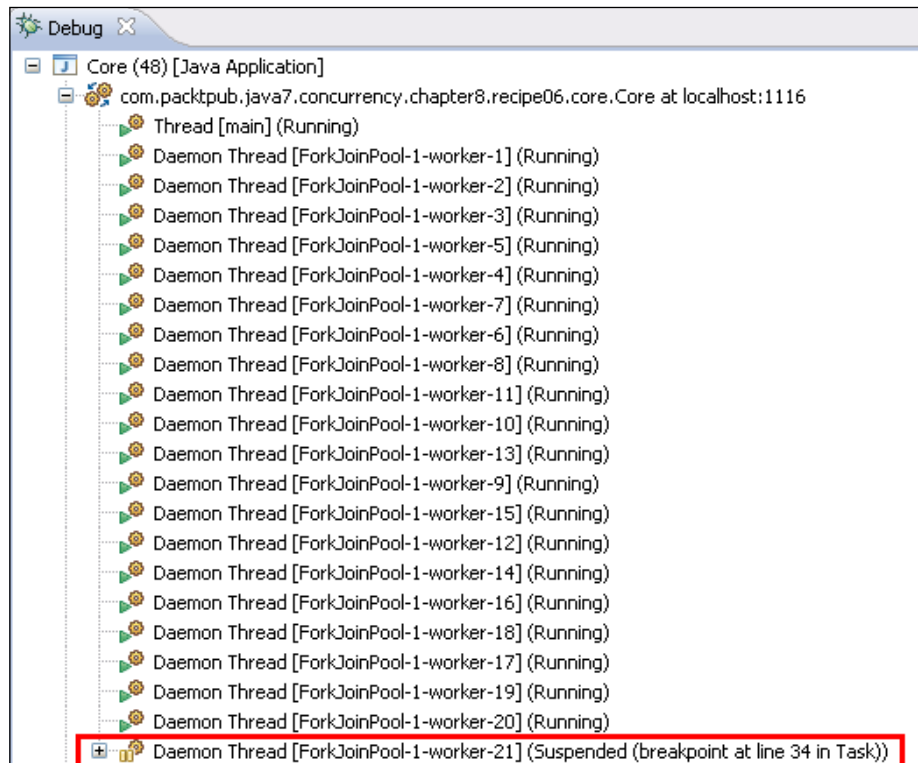 Debug
Core (48) [Java Application]
com.packtpub.java7.concurrency.chapter8.recipe06.core.Core at localhost:1116
Thread [main] (Running)
Daemon Thread [ForkJoinPool-1-worker-1] (Running)
Daemon Thread [ForkJoinPool-1-worker-2] (Running)
Daemon Thread [ForkJoinPool-1-worker-3] (Running)
Daemon Thread [ForkJoinPool-1-worker-5] (Running)
Daemon Thread [ForkJoinPool-1-worker-4] (Running)
Daemon Thread [ForkJoinPool-1-worker-7] (Running)
Daemon Thread [ForkJoinPool-1-worker-6] (Running)
Daemon Thread [ForkJoinPool-1-worker-8] (Running)
Daemon Thread [ForkJoinPool-1-worker-11] (Running)
Daemon Thread [ForkJoinPool-1-worker-10] (Running)
Daemon Thread [ForkJoinPool-1-worker-13] (Running)
Daemon Thread [ForkJoinPool-1-worker-9] (Running)
Daemon Thread [ForkJoinPool-1-worker-15] (Running)
Daemon Thread [ForkJoinPool-1-worker-12] (Running)
Daemon Thread [ForkJoinPool-1-worker-14] (Running)
Daemon Thread [ForkJoinPool-1-worker-16] (Running)
Daemon Thread [ForkJoinPool-1-worker-18] (Running)
Daemon Thread [ForkJoinPool-1-worker-17] (Running)
Daemon Thread [ForkJoinPool-1-worker-19] (Running)
Daemon Thread [ForkJoinPool-1-worker-20] (Running)
Daemon Thread [ForkJoinPool-1-worker-21] (Suspended (breakpoint at line 34 in Task))